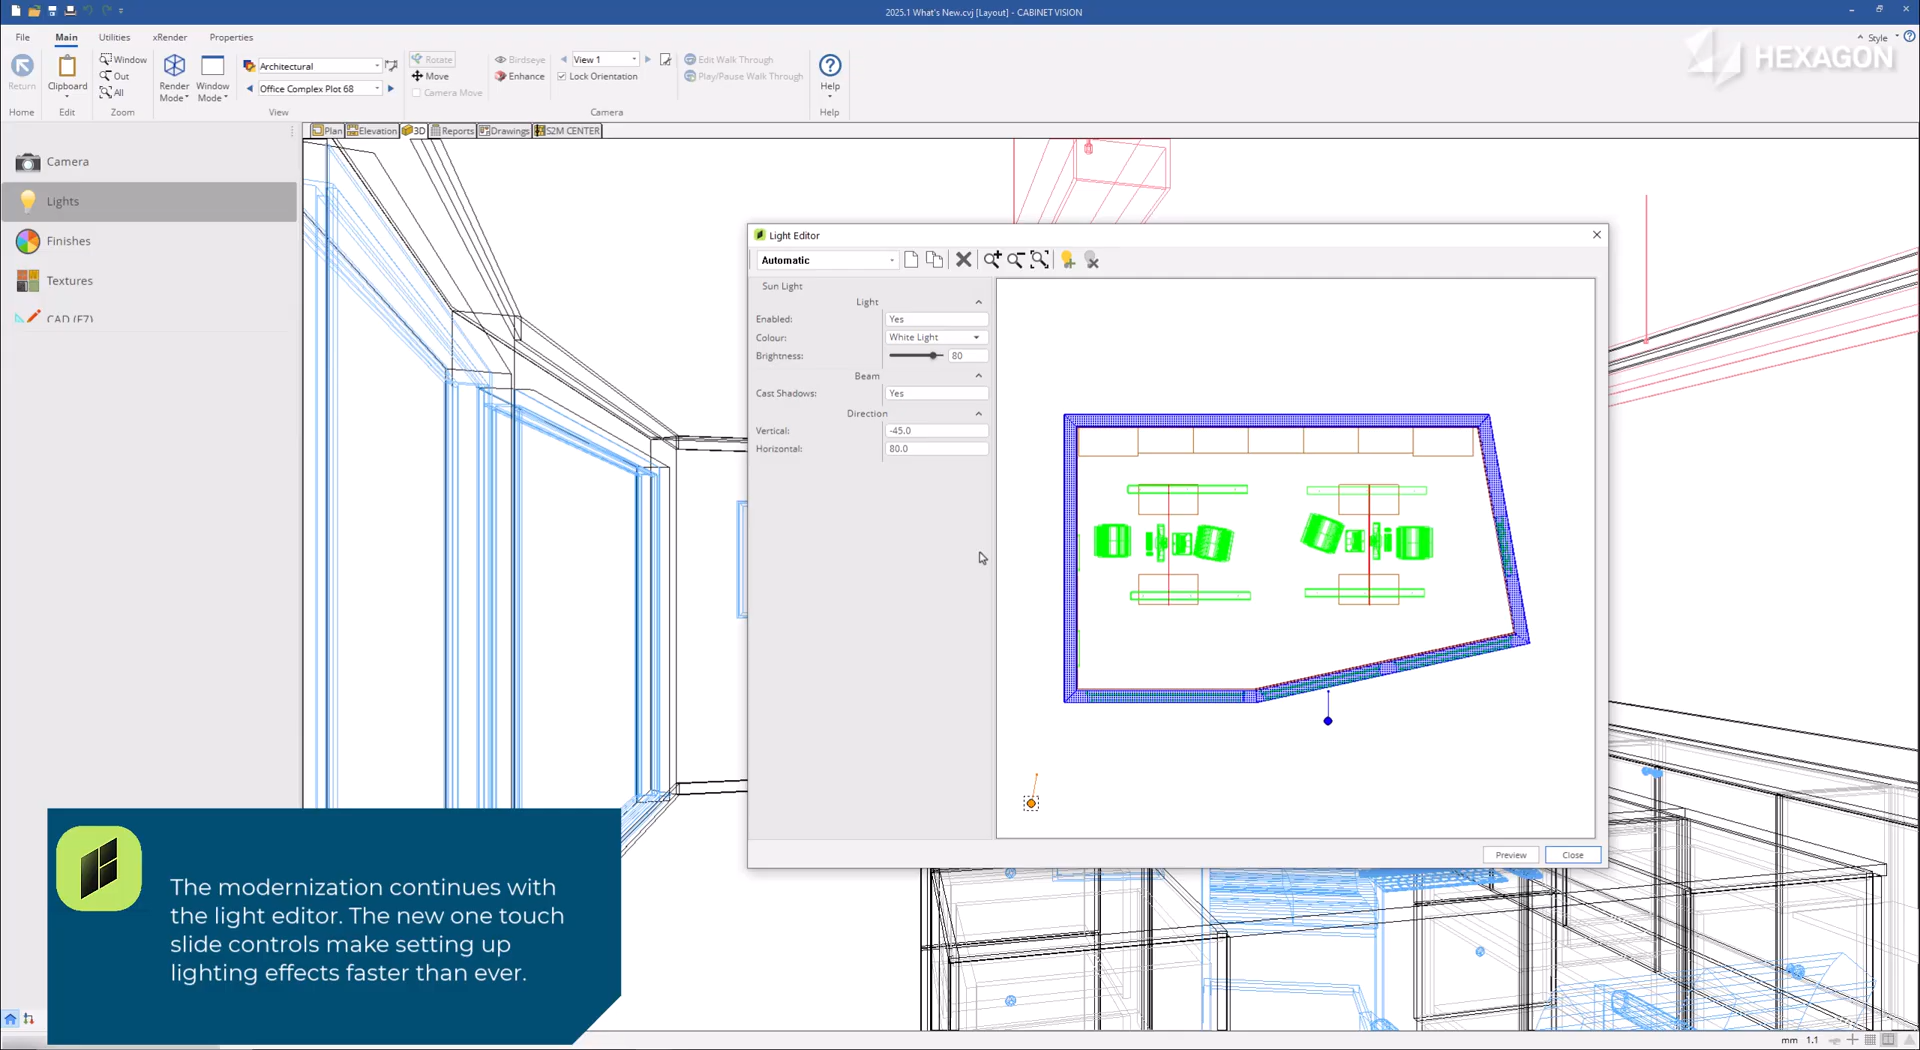 2025.1 What's New.cvj [Layout] - CABINET VISION
File
Main
Utilities
xRender
Properties
Style
HEXAGON
Return
Home
Clipboard
Edit
Window
Out
All
Zoom
Render Mode
Window Mode
Architectural
Office Complex Plot 68
View
Rotate
Move
Camera Move
Birdseye
Enhance
View 1
Lock Orientation
Edit Walk Through
Play/Pause Walk Through
Camera
Help
Help
Plan
Elevation
3D
Reports
Drawings
S2M CENTER
Camera
Lights
Finishes
Textures
CAD (F7)
Light Editor
Automatic
Sun Light
Light
Enabled: Yes
Colour: White Light
Brightness: 80
Beam
Cast Shadows: Yes
Direction
Vertical: -45.0
Horizontal: 80.0
Preview
Close
The modernization continues with
the light editor. The new one touch
slide controls make setting up
lighting effects faster than ever.
mm 1.1